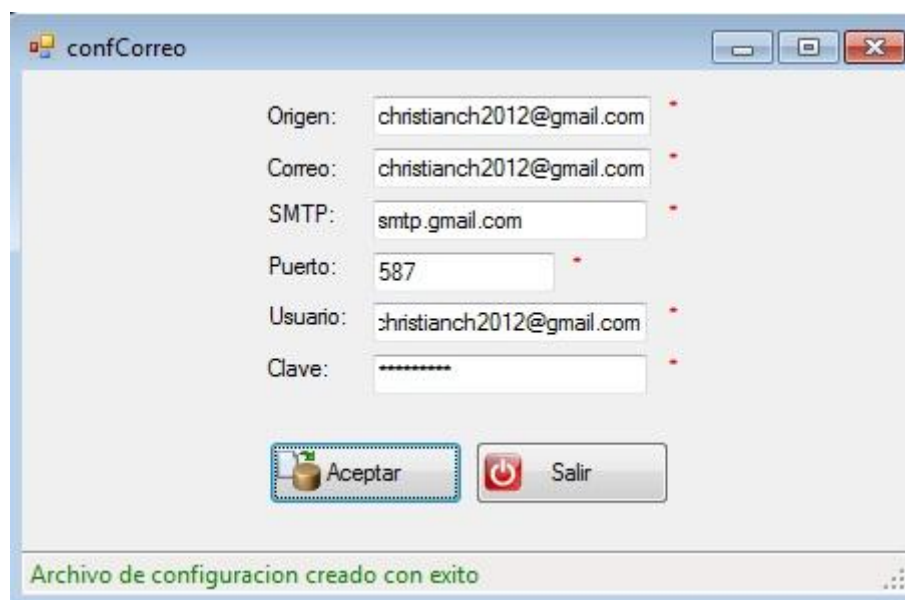 confCorreo
Origen: christianch2012@gmail.com *
Correo: christianch2012@gmail.com *
SMTP: smtp.gmail.com *
Puerto: 587 *
Usuario: christianch2012@gmail.com *
Clave: ********* *
Aceptar Salir
Archivo de configuracion creado con exito